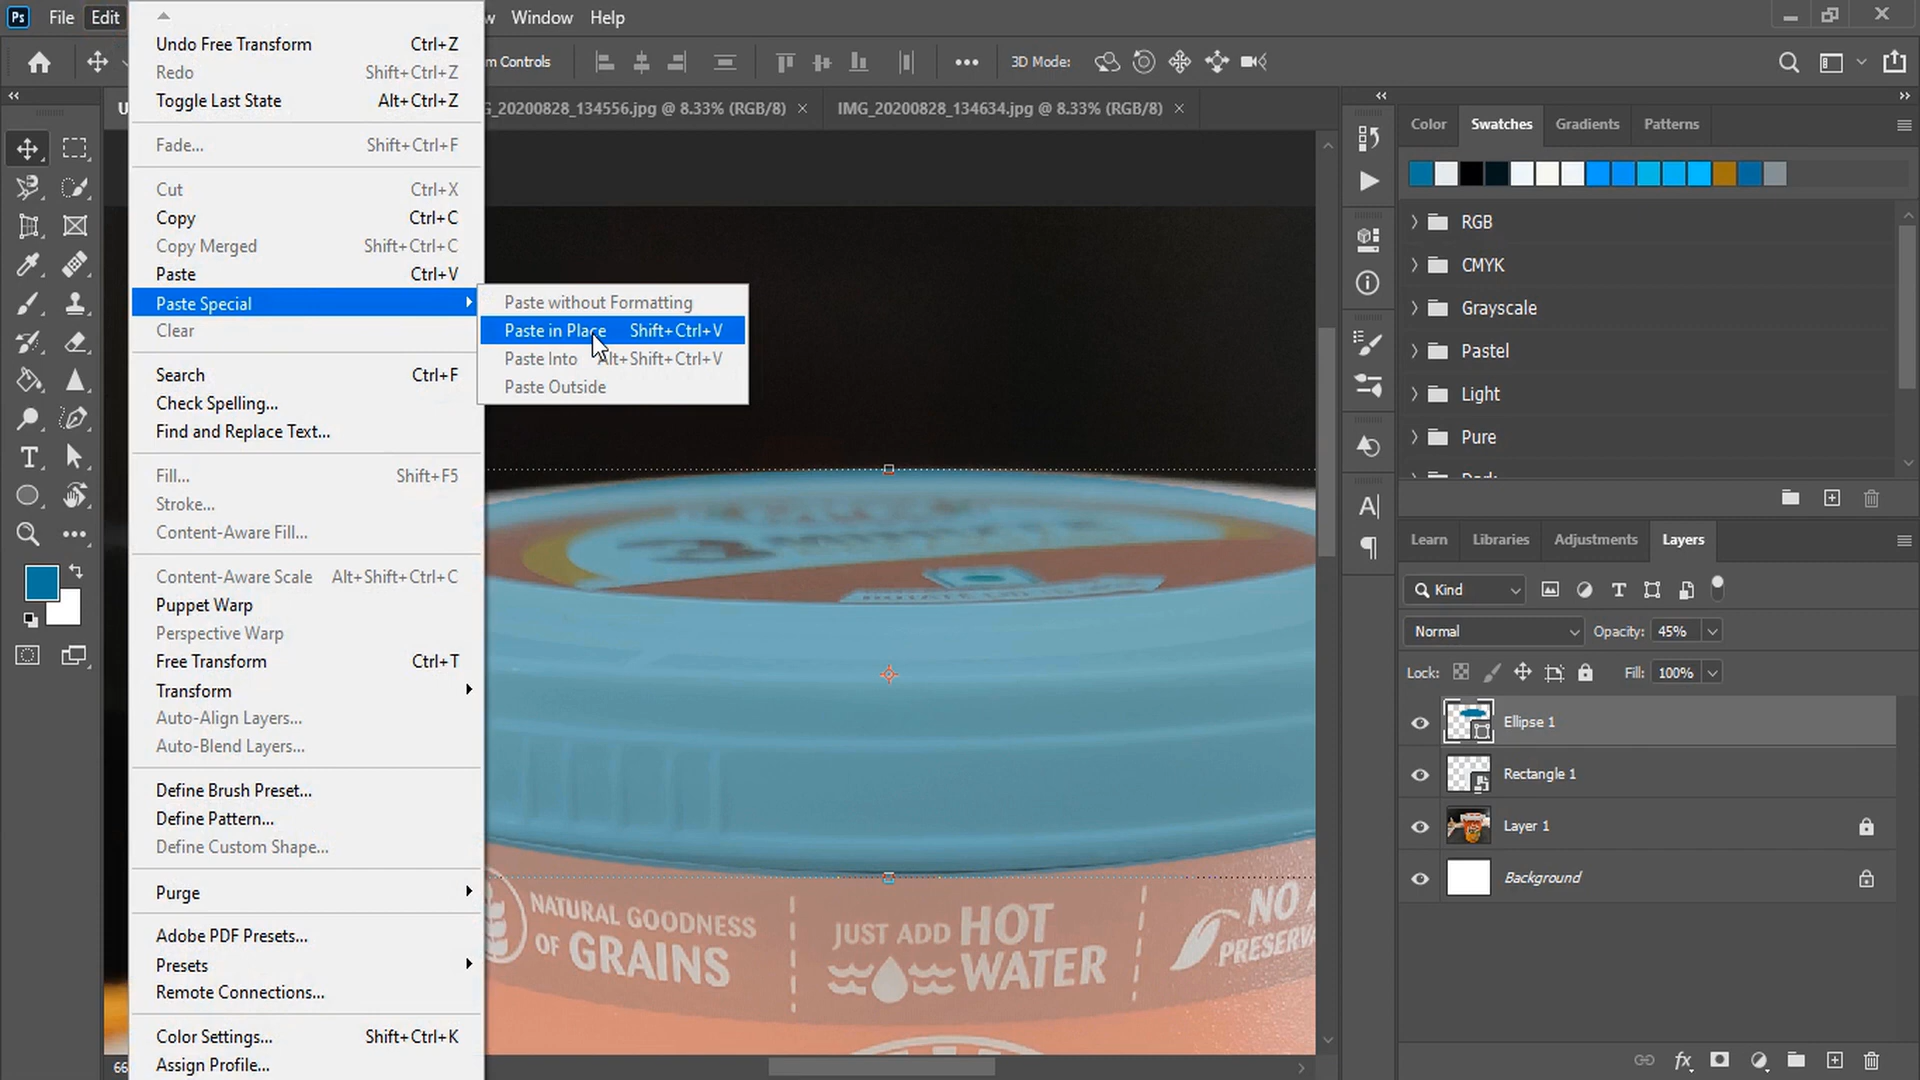 Ps File Edit w Window Help
m Controls ••• 3D Mode:
U G_20200828_134556.jpg @ 8.33% (RGB/8) × IMG_20200828_134634.jpg @ 8.33% (RGB/8) ×
Undo Free Transform Ctrl+Z
Redo Shift+Ctrl+Z
Toggle Last State Alt+Ctrl+Z
Fade... Shift+Ctrl+F
Cut Ctrl+X
Copy Ctrl+C
Copy Merged Shift+Ctrl+C
Paste Ctrl+V
Paste Special
Clear
Search Ctrl+F
Check Spelling...
Find and Replace Text...
Fill... Shift+F5
Stroke...
Content-Aware Fill...
Content-Aware Scale Alt+Shift+Ctrl+C
Puppet Warp
Perspective Warp
Free Transform Ctrl+T
Transform
Auto-Align Layers...
Auto-Blend Layers...
Define Brush Preset...
Define Pattern...
Define Custom Shape...
Purge
Adobe PDF Presets...
Presets
Remote Connections...
Color Settings... Shift+Ctrl+K
Assign Profile...
Paste without Formatting
Paste in Place Shift+Ctrl+V
Paste Into Alt+Shift+Ctrl+V
Paste Outside
NATURAL GOODNESS
OF GRAINS
JUST ADD HOT
WATER
NO
PRESERVA
66
Color Swatches Gradients Patterns
RGB
CMYK
Grayscale
Pastel
Light
Pure
Learn Libraries Adjustments Layers
Kind
Normal Opacity: 45%
Lock: Fill: 100%
Ellipse 1
Rectangle 1
Layer 1
Background